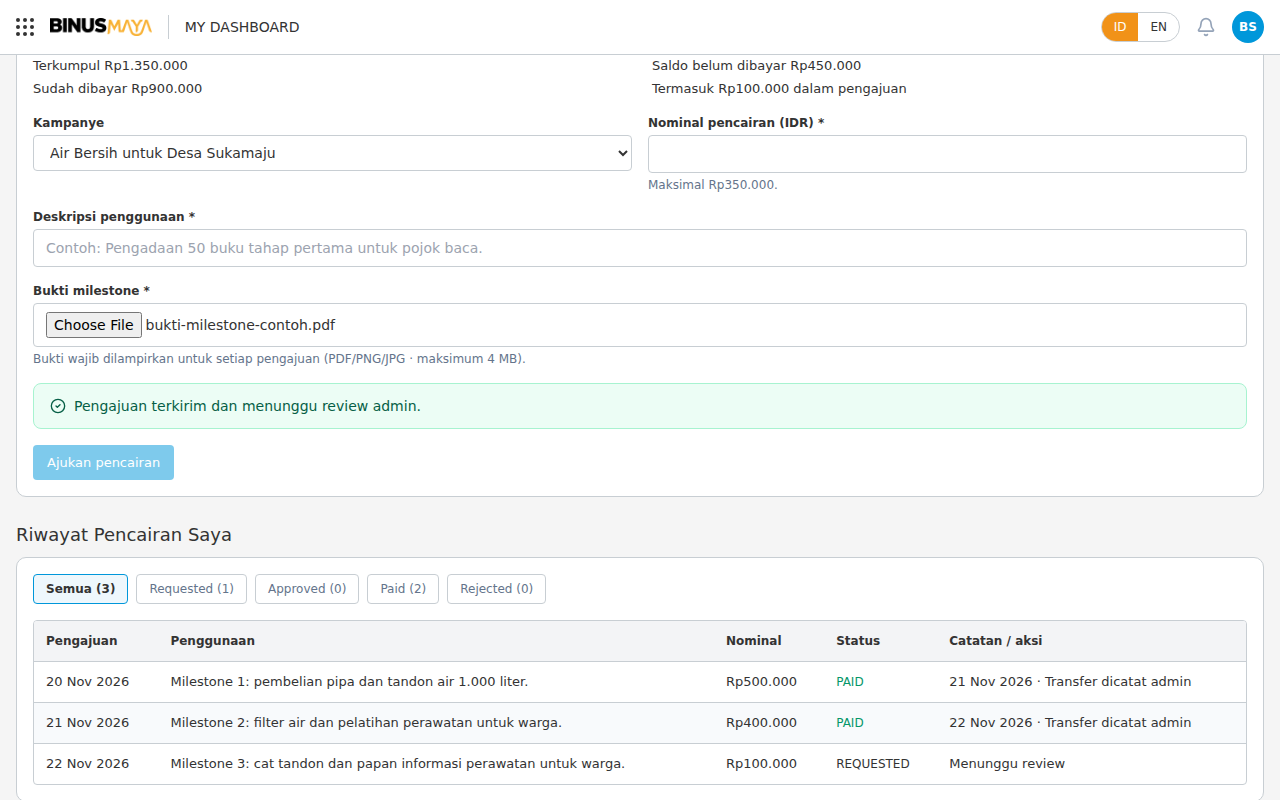 BINUSMAYA MY DASHBOARD ID EN BS
Terkumpul Rp1.350.000 Saldo belum dibayar Rp450.000
Sudah dibayar Rp900.000 Termasuk Rp100.000 dalam pengajuan
Kampanye Nominal pencairan (IDR) *
Air Bersih untuk Desa Sukamaju
Maksimal Rp350.000.
Deskripsi penggunaan *
Contoh: Pengadaan 50 buku tahap pertama untuk pojok baca.
Bukti milestone *
Choose File bukti-milestone-contoh.pdf
Bukti wajib dilampirkan untuk setiap pengajuan (PDF/PNG/JPG · maksimum 4 MB).
Pengajuan terkirim dan menunggu review admin.
Ajukan pencairan
Riwayat Pencairan Saya
Semua (3) Requested (1) Approved (0) Paid (2) Rejected (0)
Pengajuan Penggunaan Nominal Status Catatan / aksi
20 Nov 2026 Milestone 1: pembelian pipa dan tandon air 1.000 liter. Rp500.000 PAID 21 Nov 2026 · Transfer dicatat admin
21 Nov 2026 Milestone 2: filter air dan pelatihan perawatan untuk warga. Rp400.000 PAID 22 Nov 2026 · Transfer dicatat admin
22 Nov 2026 Milestone 3: cat tandon dan papan informasi perawatan untuk warga. Rp100.000 REQUESTED Menunggu review